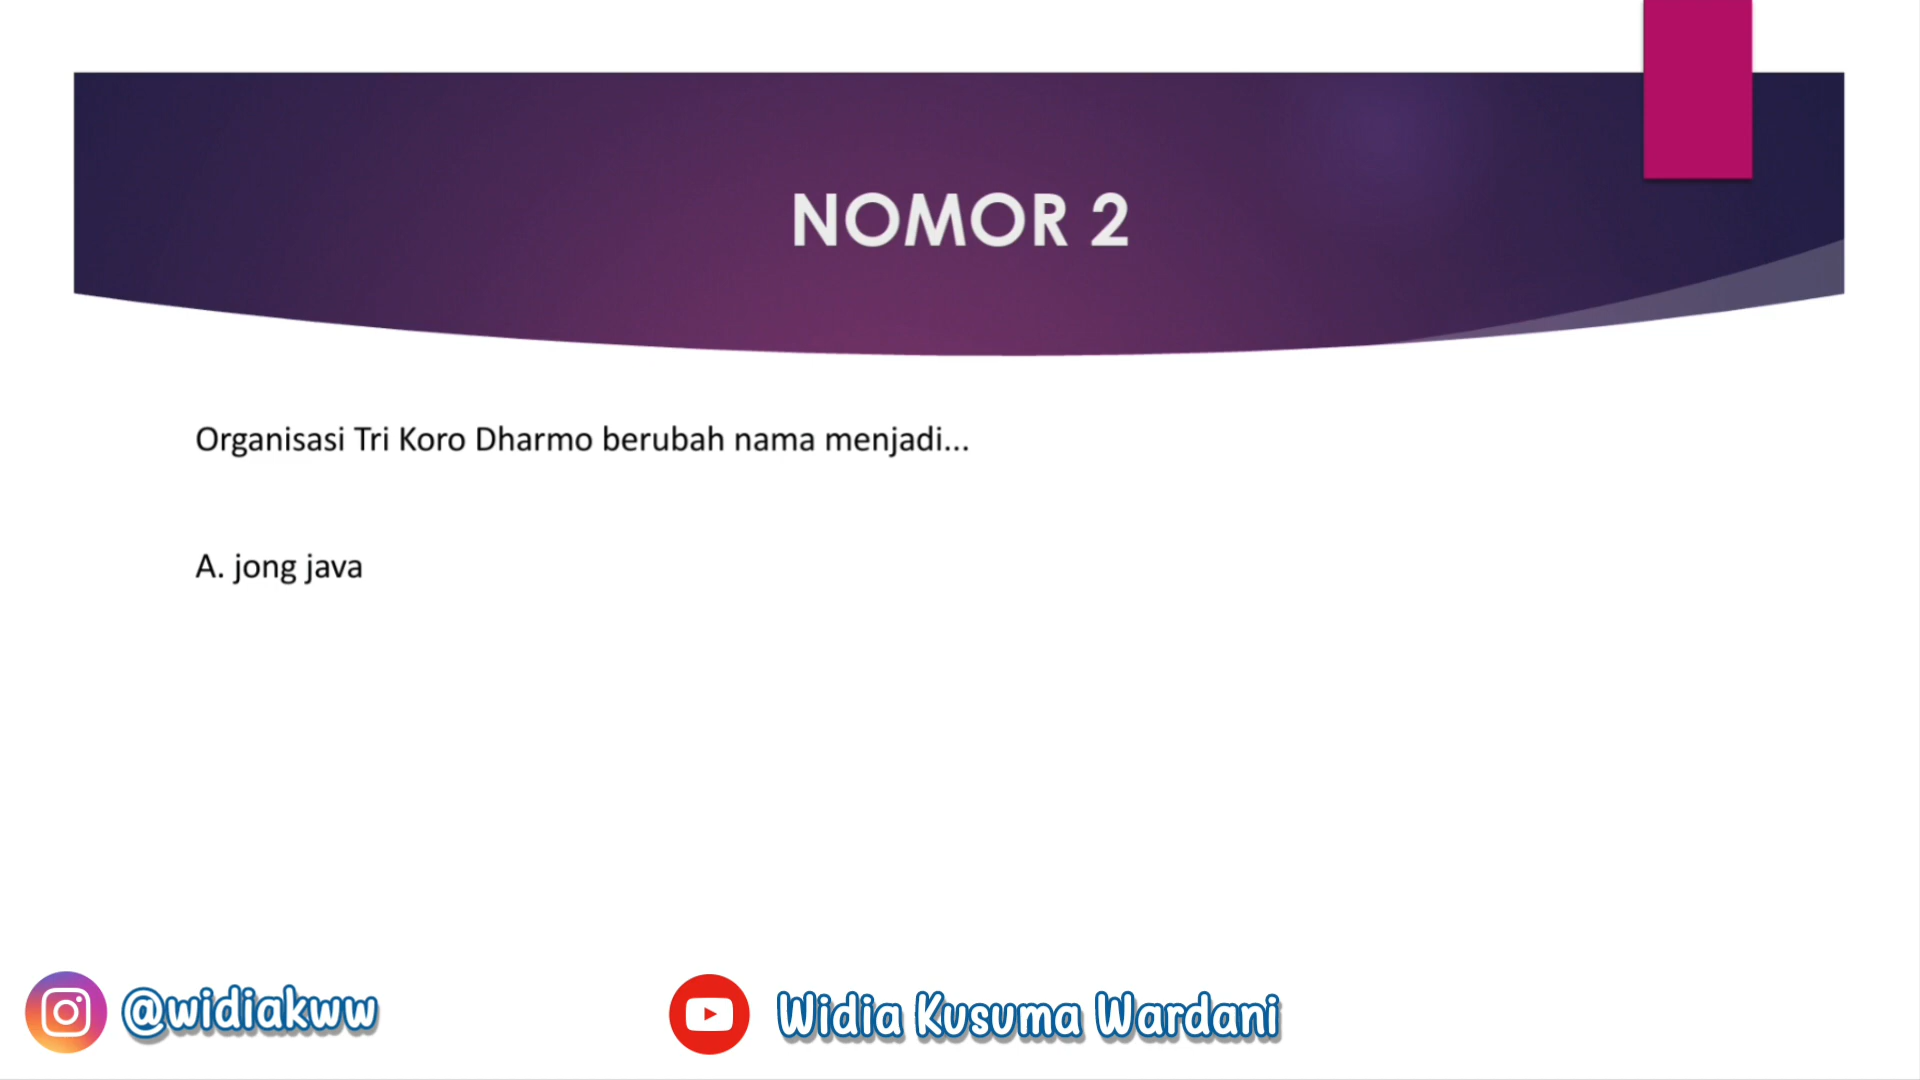 NOMOR 2
Organisasi Tri Koro Dharmo berubah nama menjadi...
A. jong java
@widiakww
Widia Kusuma Wardani